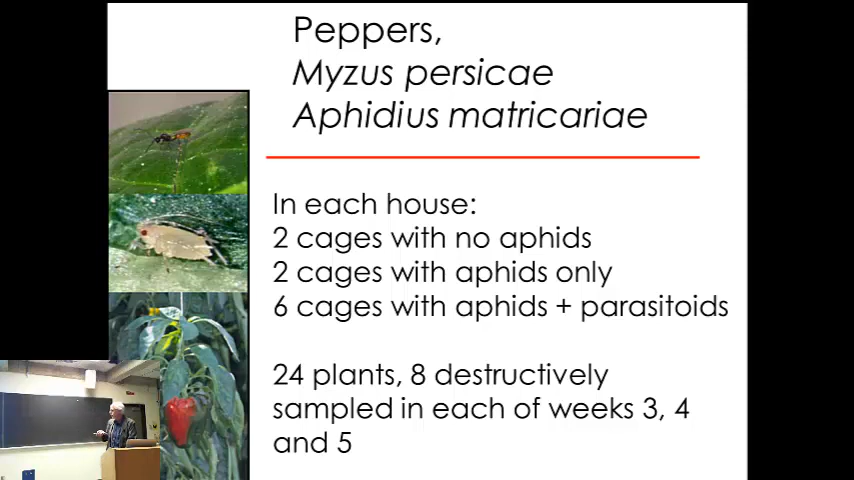 Peppers,
Myzus persicae
Aphidius matricariae
In each house:
2 cages with no aphids
2 cages with aphids only
6 cages with aphids + parasitoids
24 plants, 8 destructively
sampled in each of weeks 3, 4
and 5